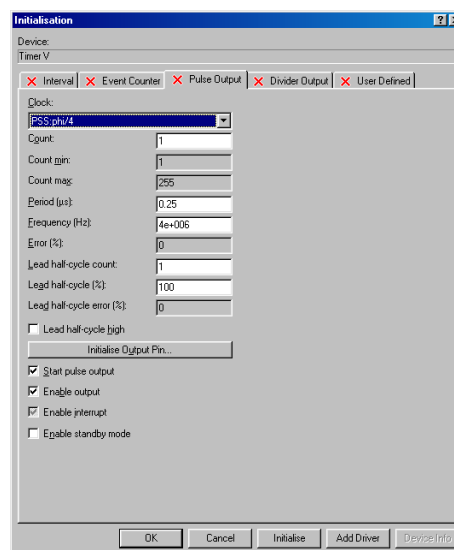 Initialisation
Device:
Timer V
Interval Event Counter Pulse Output Divider Output User Defined
Clock:
PSS:phi/4
Count: 1
Count min: 1
Count max: 255
Period (µs): 0.25
Frequency (Hz): 4e+006
Error (%): 0
Lead half-cycle count: 1
Lead half-cycle (%): 100
Lead half-cycle error (%): 0
Lead half-cycle high
Initialise Output Pin...
Start pulse output
Enable output
Enable interrupt
Enable standby mode
OK Cancel Initialise Add Driver Device Info